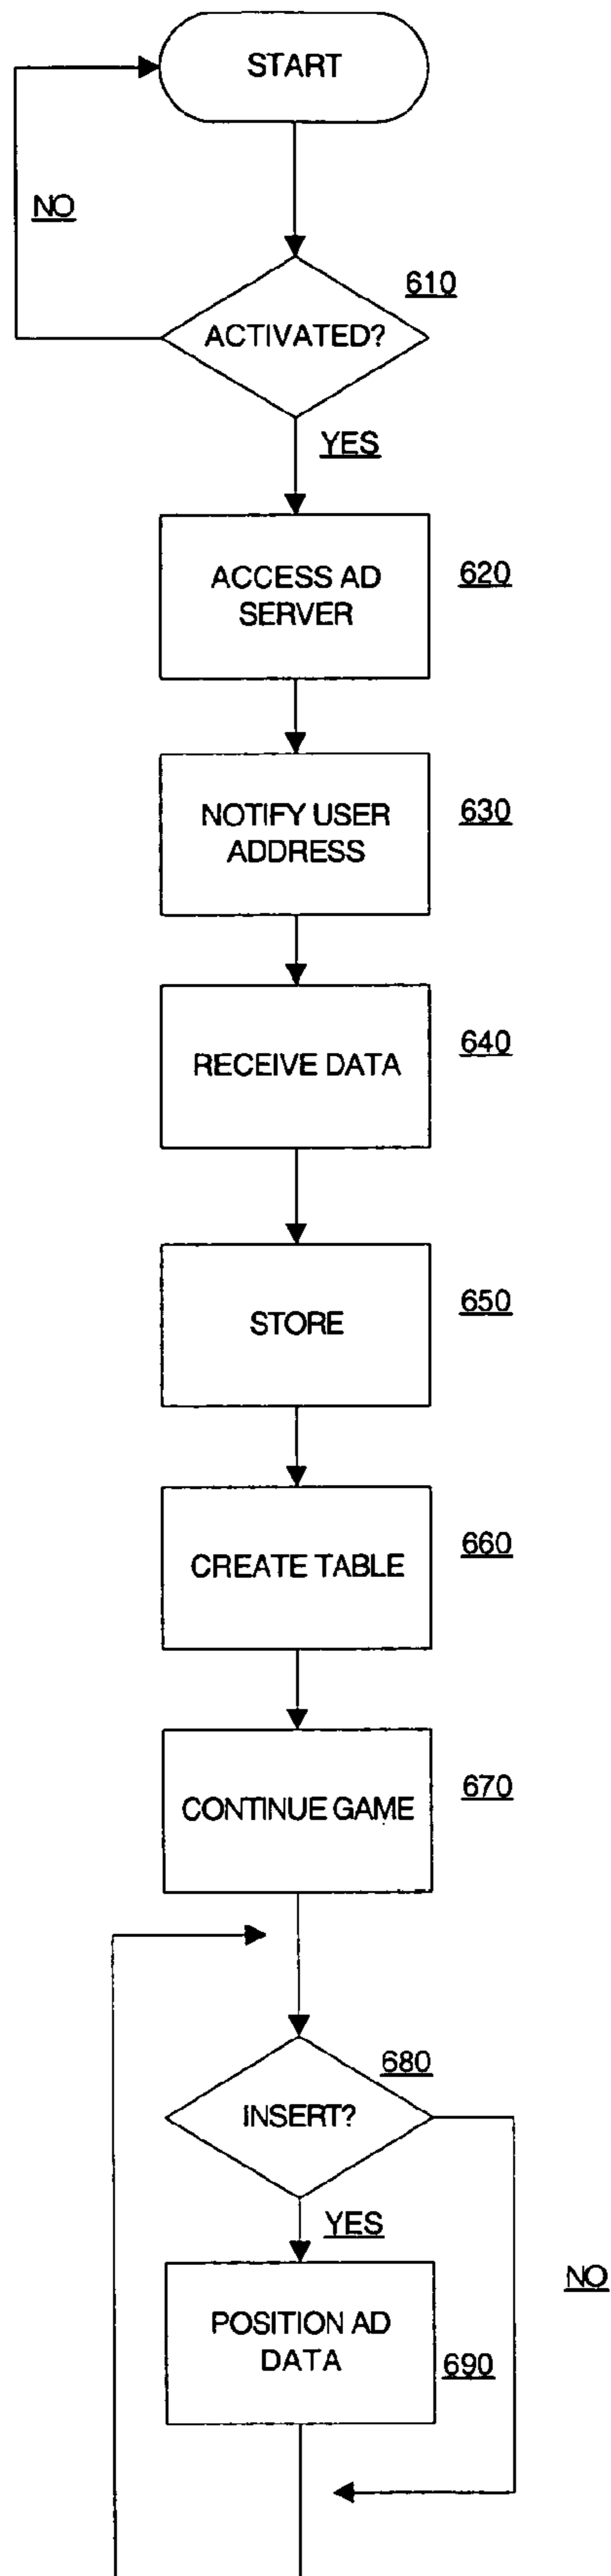 START
NO
610
ACTIVATED?
YES
ACCESS AD
SERVER
620
NOTIFY USER
ADDRESS
630
RECEIVE DATA
640
STORE
650
CREATE TABLE
660
CONTINUE GAME
670
680
INSERT?
YES
NO
POSITION AD
DATA
690